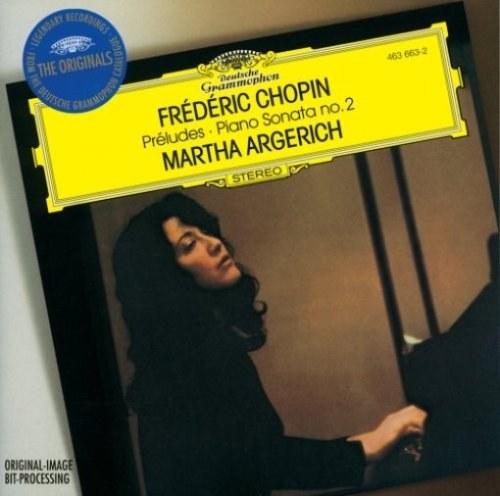 LEGENDARY RECORDINGS
FROM THE DEUTSCHE GRAMMOPHON CATALOGUE
THE ORIGINALS
Deutsche
Grammophon
463 663-2
FRÉDÉRIC CHOPIN
Préludes · Piano Sonata no. 2
MARTHA ARGERICH
STEREO
ORIGINAL-IMAGE
BIT-PROCESSING